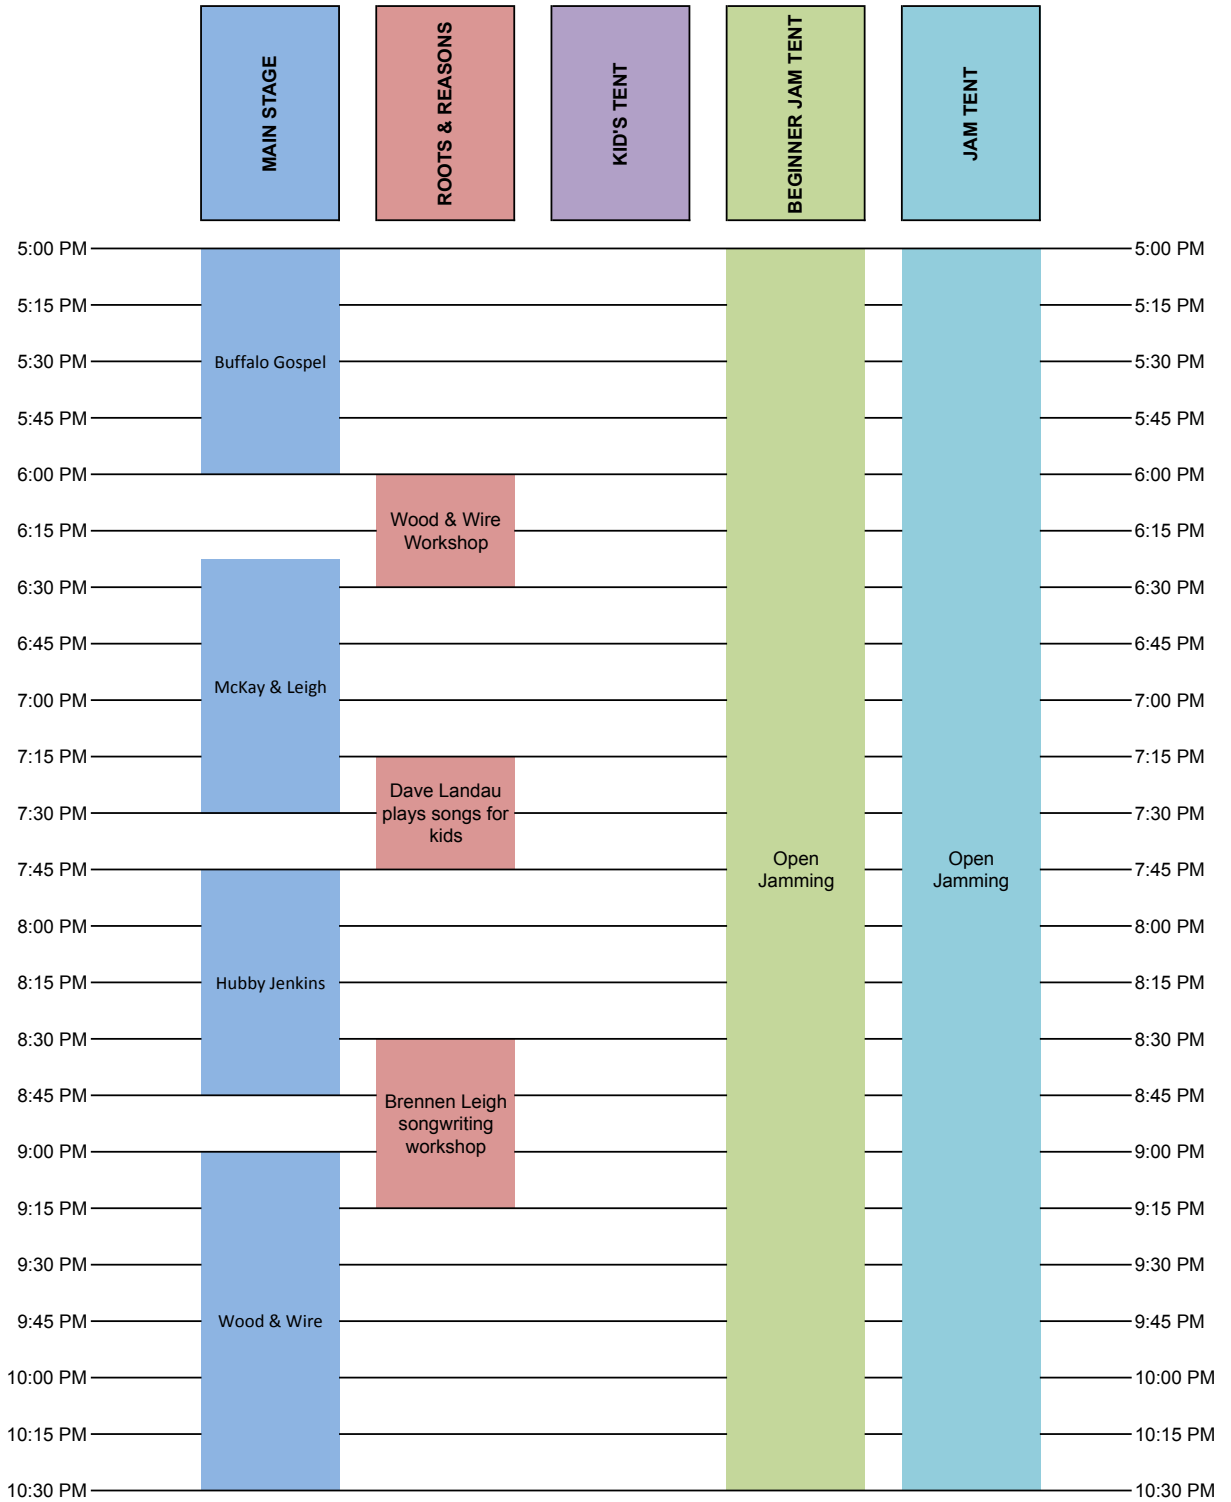 MAIN STAGE
ROOTS & REASONS
KID'S TENT
BEGINNER JAM TENT
JAM TENT
5:00 PM 5:00 PM
5:15 PM 5:15 PM
5:30 PM Buffalo Gospel 5:30 PM
5:45 PM 5:45 PM
6:00 PM 6:00 PM
Wood & Wire
6:15 PM 6:15 PM
Workshop
6:30 PM 6:30 PM
6:45 PM 6:45 PM
McKay & Leigh
7:00 PM 7:00 PM
7:15 PM 7:15 PM
Dave Landau
7:30 PM plays songs for 7:30 PM
kids
Open Open
7:45 PM 7:45 PM
Jamming Jamming
8:00 PM 8:00 PM
8:15 PM Hubby Jenkins 8:15 PM
8:30 PM 8:30 PM
8:45 PM Brennen Leigh 8:45 PM
songwriting
9:00 PM workshop 9:00 PM
9:15 PM 9:15 PM
9:30 PM 9:30 PM
9:45 PM Wood & Wire 9:45 PM
10:00 PM 10:00 PM
10:15 PM 10:15 PM
10:30 PM 10:30 PM